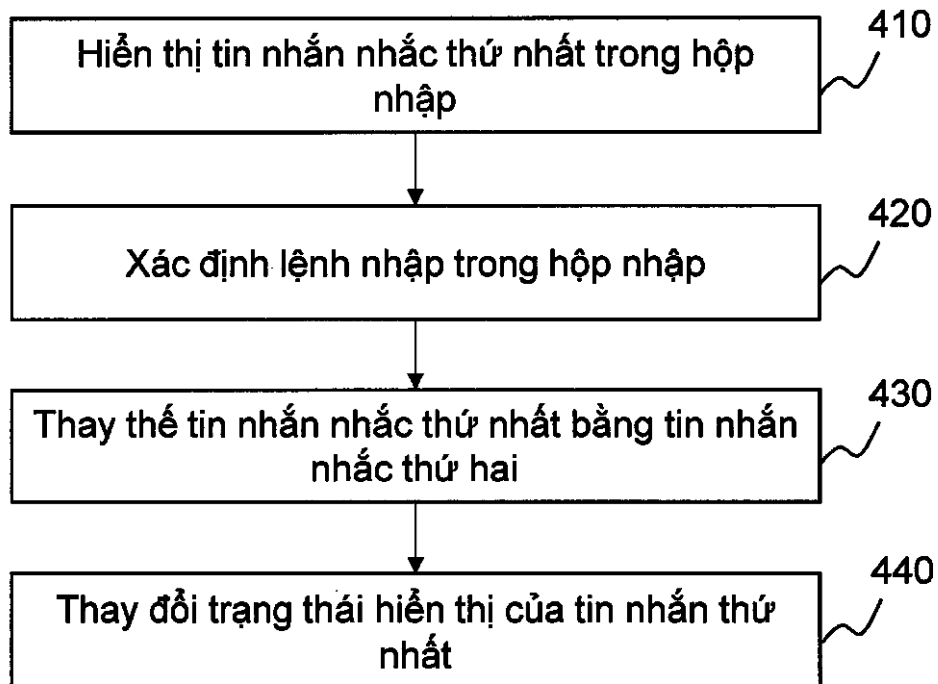 410
Hiển thị tin nhắn nhắc thứ nhất trong hộp
nhập
420
Xác định lệnh nhập trong hộp nhập
430
Thay thế tin nhắn nhắc thứ nhất bằng tin nhắn
nhắc thứ hai
440
Thay đổi trạng thái hiển thị của tin nhắn thứ
nhất